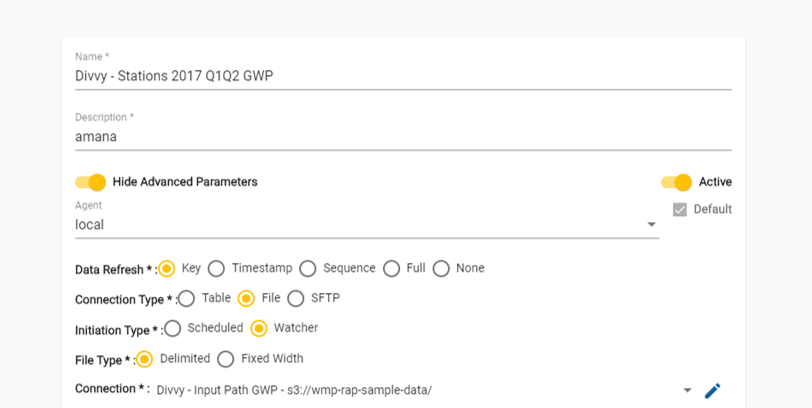 Name *
Divvy - Stations 2017 Q1Q2 GWP
Description *
amana
Hide Advanced Parameters Active
Agent
local Default
Data Refresh * : Key Timestamp Sequence Full None
Connection Type * : Table File SFTP
Initiation Type * : Scheduled Watcher
File Type * : Delimited Fixed Width
Connection * : Divvy - Input Path GWP - s3://wmp-rap-sample-data/